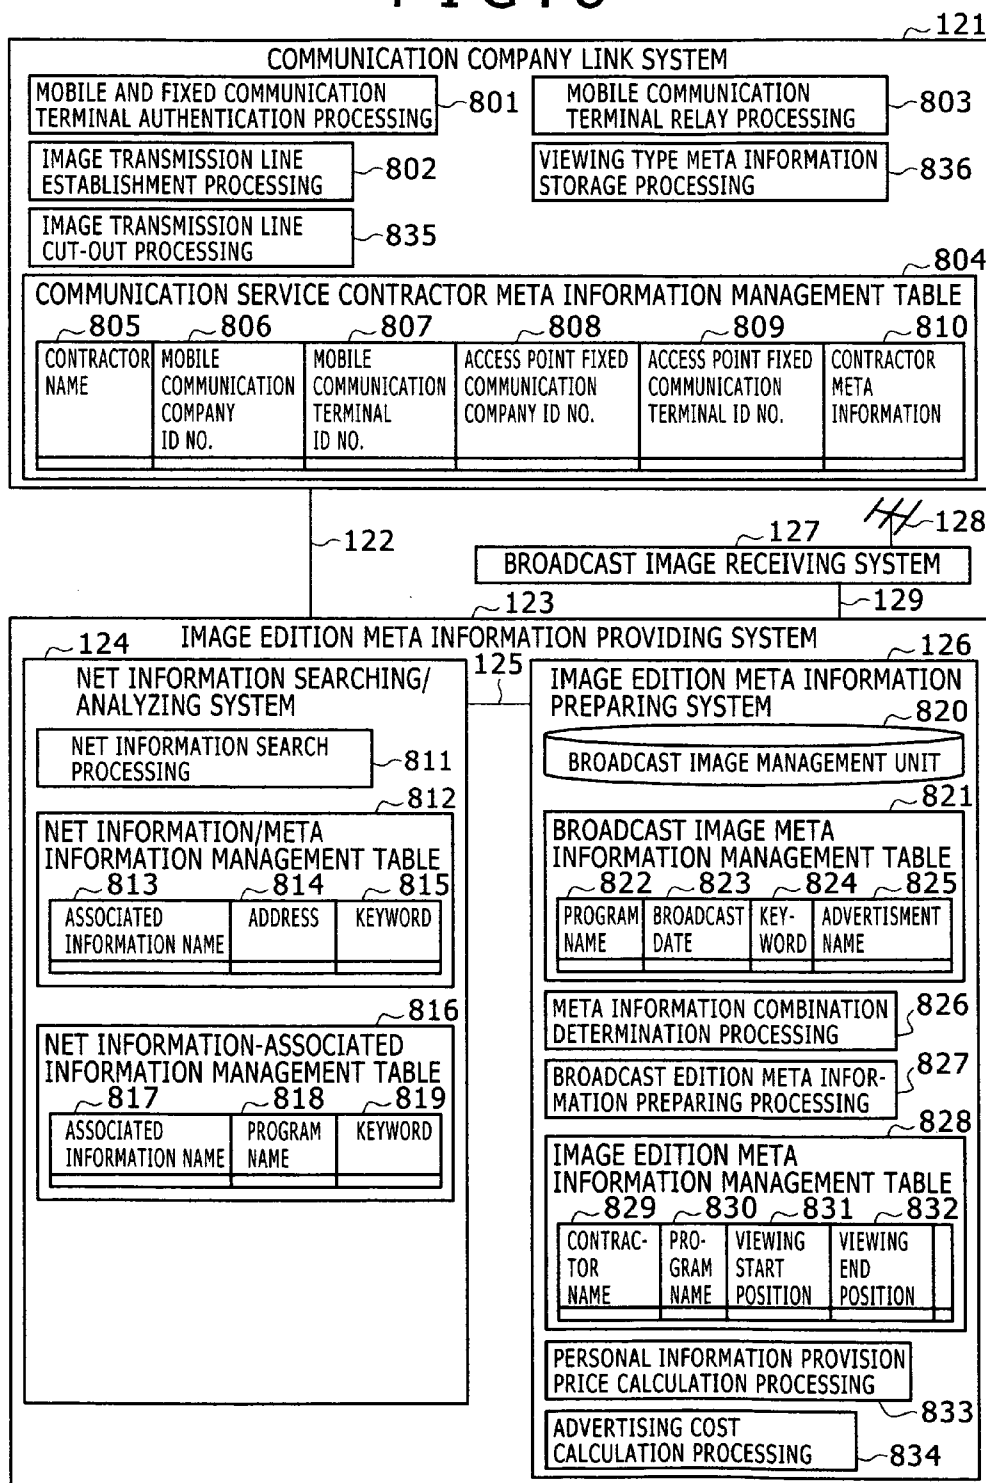 121
COMMUNICATION COMPANY LINK SYSTEM
MOBILE AND FIXED COMMUNICATION
TERMINAL AUTHENTICATION PROCESSING
801
MOBILE COMMUNICATION
TERMINAL RELAY PROCESSING
803
IMAGE TRANSMISSION LINE
ESTABLISHMENT PROCESSING
802
VIEWING TYPE META INFORMATION
STORAGE PROCESSING
836
IMAGE TRANSMISSION LINE
CUT-OUT PROCESSING
835
804
COMMUNICATION SERVICE CONTRACTOR META INFORMATION MANAGEMENT TABLE
805
806
807
808
809
810
CONTRACTOR
NAME
MOBILE
COMMUNICATION
COMPANY
ID NO.
MOBILE
COMMUNICATION
TERMINAL
ID NO.
ACCESS POINT FIXED
COMMUNICATION
COMPANY ID NO.
ACCESS POINT FIXED
COMMUNICATION
TERMINAL ID NO.
CONTRACTOR
META
INFORMATION
122
127
128
BROADCAST IMAGE RECEIVING SYSTEM
123
129
IMAGE EDITION META INFORMATION PROVIDING SYSTEM
124
NET INFORMATION SEARCHING/
ANALYZING SYSTEM
125
NET INFORMATION SEARCH
PROCESSING
811
812
NET INFORMATION/META
INFORMATION MANAGEMENT TABLE
813
814
815
ASSOCIATED
INFORMATION NAME
ADDRESS
KEYWORD
816
NET INFORMATION-ASSOCIATED
INFORMATION MANAGEMENT TABLE
817
818
819
ASSOCIATED
INFORMATION NAME
PROGRAM
NAME
KEYWORD
126
IMAGE EDITION META INFORMATION
PREPARING SYSTEM
820
BROADCAST IMAGE MANAGEMENT UNIT
821
BROADCAST IMAGE META
INFORMATION MANAGEMENT TABLE
822
823
824
825
PROGRAM
NAME
BROADCAST
DATE
KEY-
WORD
ADVERTISMENT
NAME
META INFORMATION COMBINATION
DETERMINATION PROCESSING
826
BROADCAST EDITION META INFOR-
MATION PREPARING PROCESSING
827
828
IMAGE EDITION META
INFORMATION MANAGEMENT TABLE
829
830
831
832
CONTRAC-
TOR
NAME
PRO-
GRAM
NAME
VIEWING
START
POSITION
VIEWING
END
POSITION
PERSONAL INFORMATION PROVISION
PRICE CALCULATION PROCESSING
833
ADVERTISING COST
CALCULATION PROCESSING
834